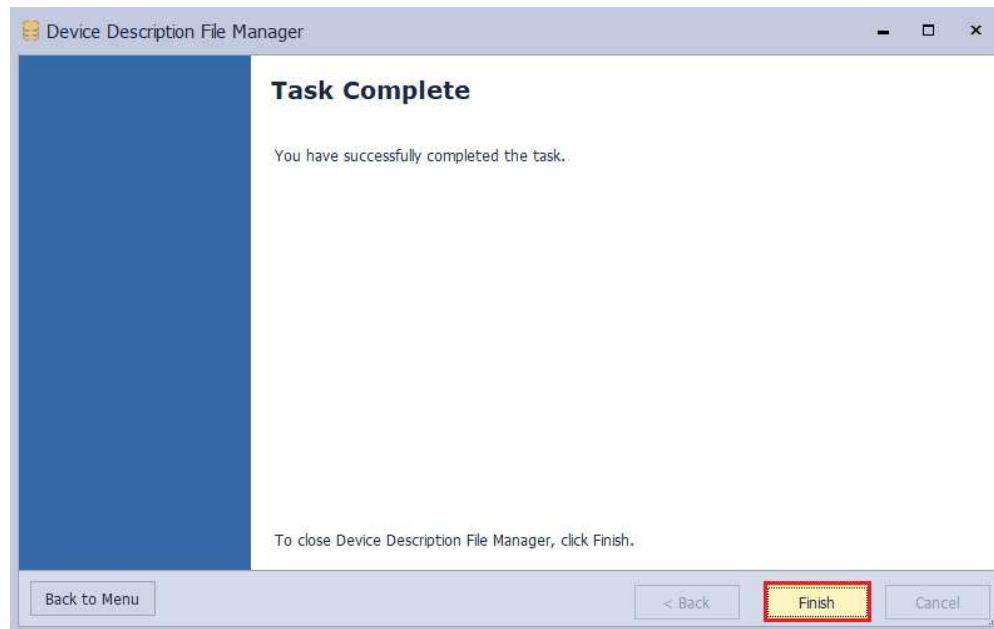 Device Description File Manager
Task Complete
You have successfully completed the task.
To close Device Description File Manager, click Finish.
Back to Menu
< Back
Finish
Cancel